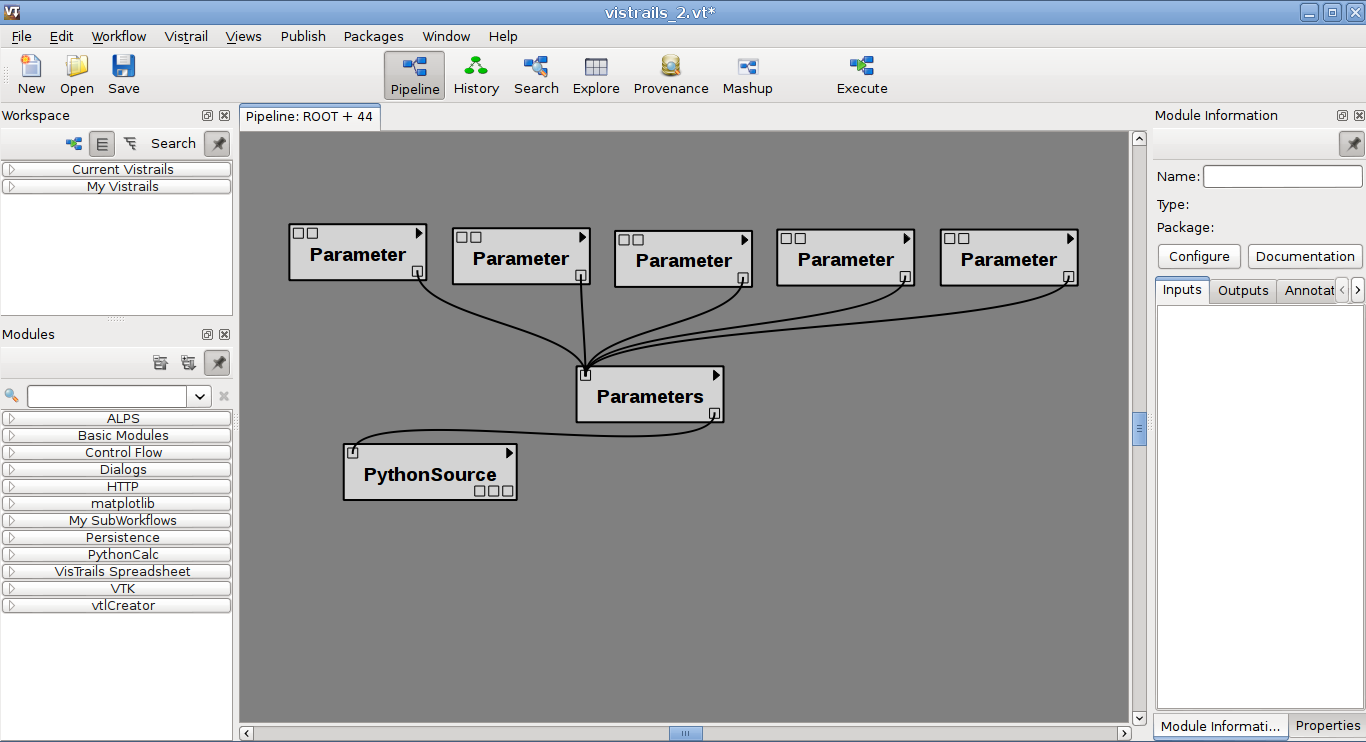 vistrails_2.vt*
File Edit Workflow Vistrail Views Publish Packages Window Help
New Open Save Pipeline History Search Explore Provenance Mashup Execute
Workspace
Search
Current Vistrails
My Vistrails
Modules
ALPS
Basic Modules
Control Flow
Dialogs
HTTP
matplotlib
My SubWorkflows
Persistence
PythonCalc
VisTrails Spreadsheet
VTK
vtlCreator
Pipeline: ROOT + 44
Parameter Parameter Parameter Parameter Parameter
Parameters
PythonSource
Module Information
Name:
Type:
Package:
Configure Documentation
Inputs Outputs Annotat
Module Informati... Properties